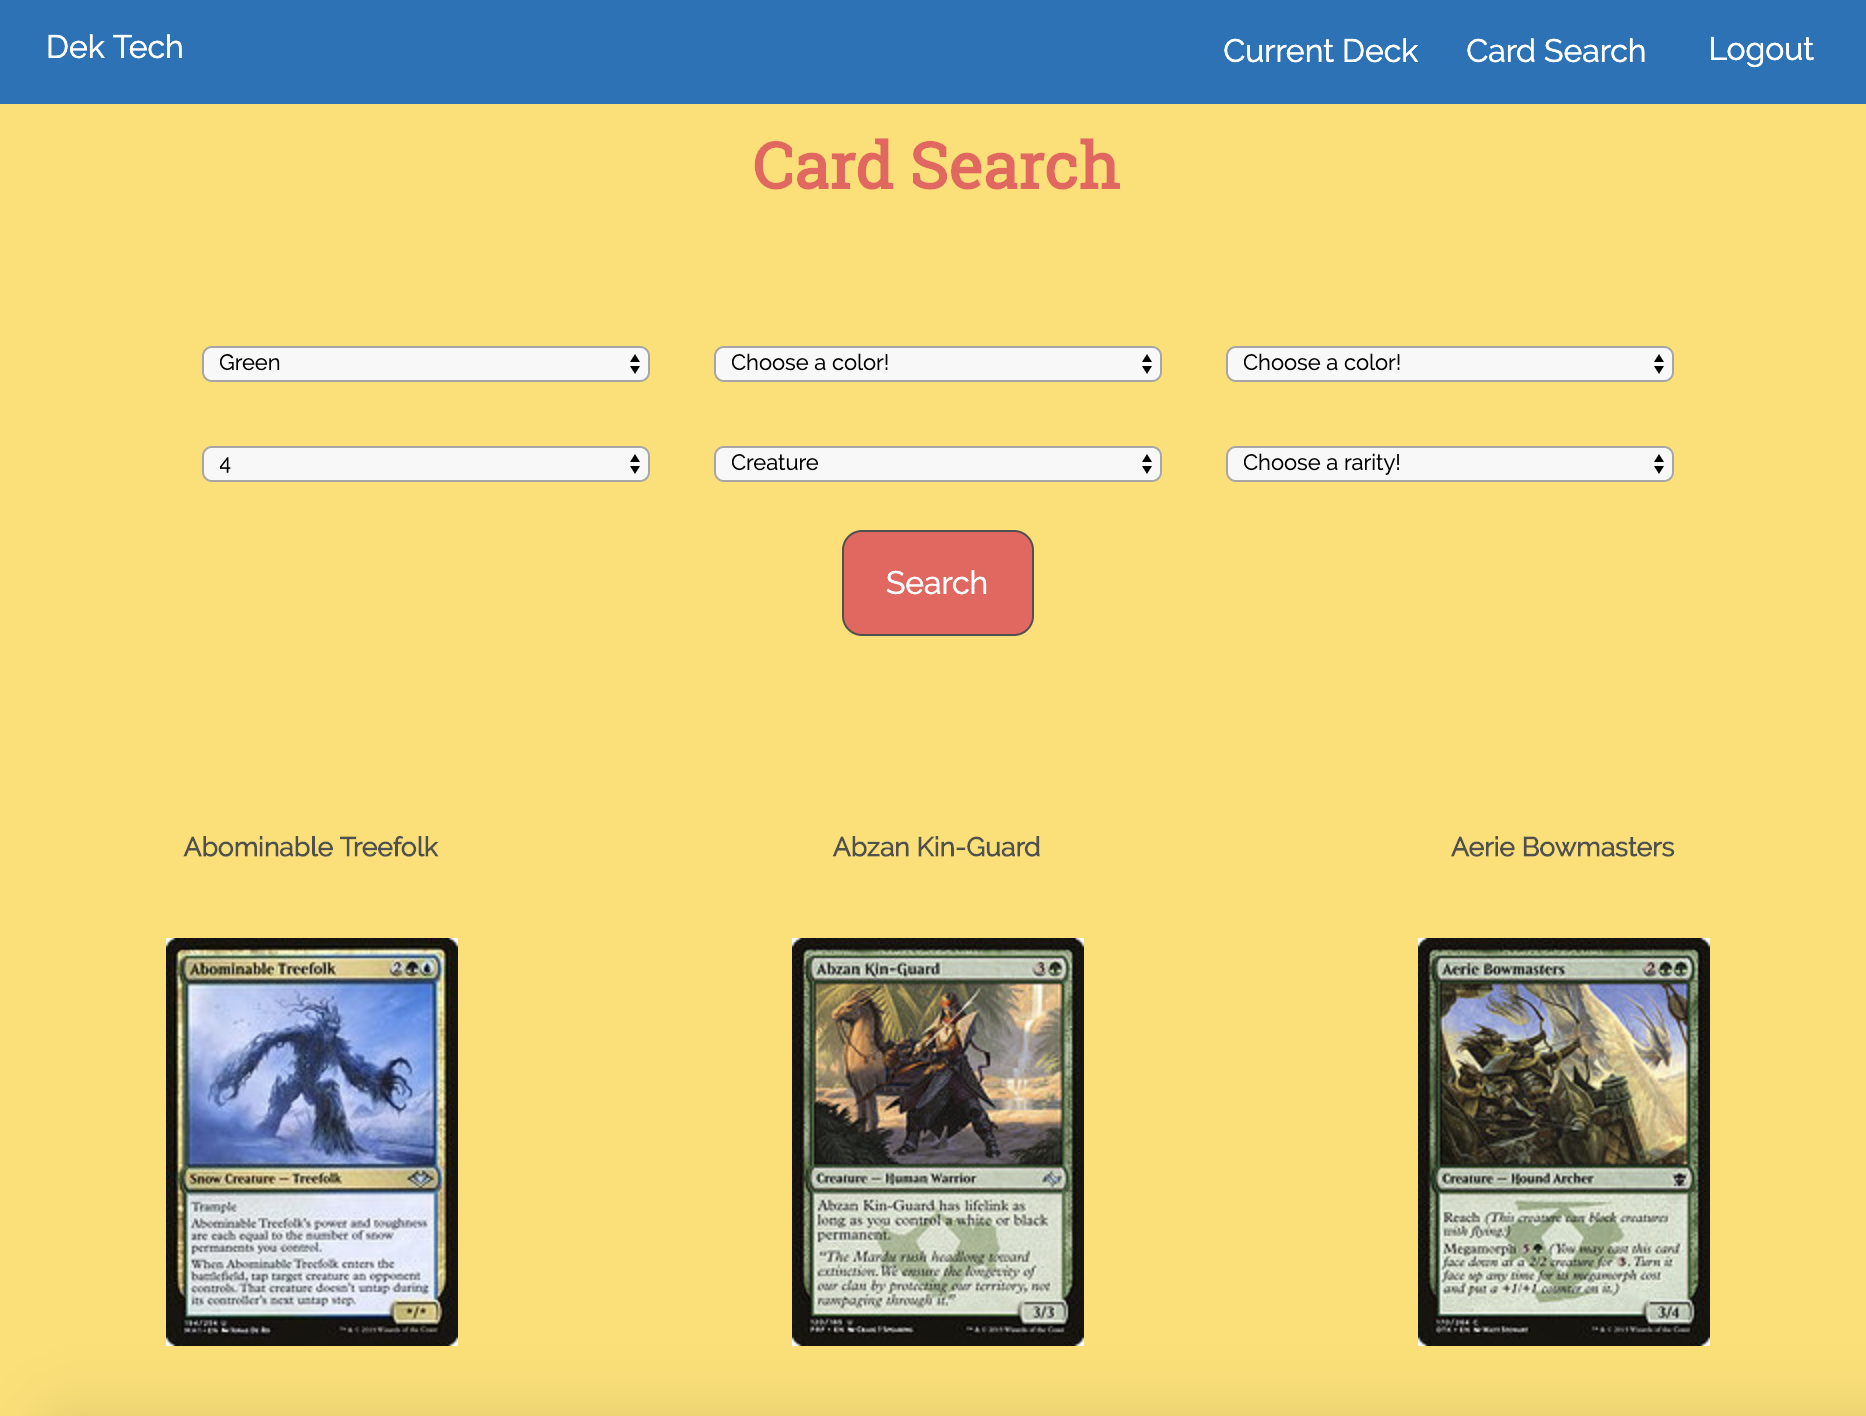 Dek Tech
Current Deck
Card Search
Logout
Card Search
Green
Choose a color!
Choose a color!
4
Creature
Choose a rarity!
Search
Abominable Treefolk
Abzan Kin-Guard
Aerie Bowmasters
Abominable Treefolk 2
Snow Creature — Treefolk
Trample
Abominable Treefolk's power and toughness
are each equal to the number of snow
permanents you control.
When Abominable Treefolk enters the
battlefield, tap target creature an opponent
controls. That creature doesn't untap during
its controller's next untap step.
*/*
Abzan Kin-Guard 3
Creature — Human Warrior
Abzan Kin-Guard has lifelink as
long as you control a white or black
permanent.
"The Mardu rush headlong toward
extinction. We ensure the longevity of
our clan by protecting our territory, not
rampaging through it."
3/3
Aerie Bowmasters 2
Creature — Hound Archer
Reach (This creature can block creatures
with flying.)
Megamorph 5 (You may cast this card
face down as a 2/2 creature for 3. Turn it
face up any time for its megamorph cost
and put a +1/+1 counter on it.)
3/4